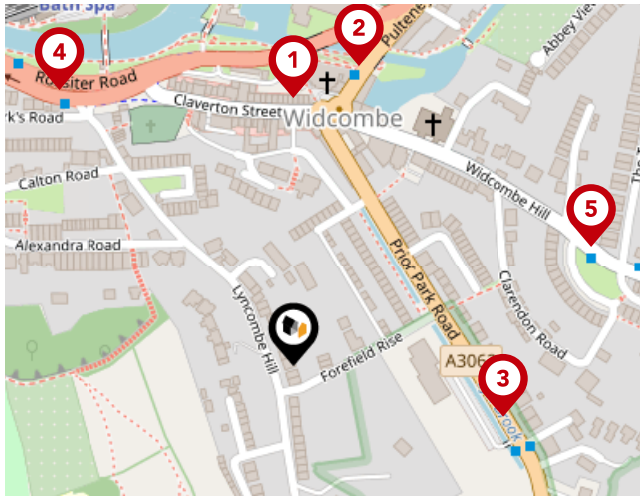 Bath Spa
4
1
2
Rossiter Road
Pulteney
Abbey View
Claverton Street
Widcombe
rk's Road
Calton Road
Widcombe Hill
5
Alexandra Road
Prior Park Road
Lyncombe Hill
Clarendon Road
Forefield Rise
A3062
3